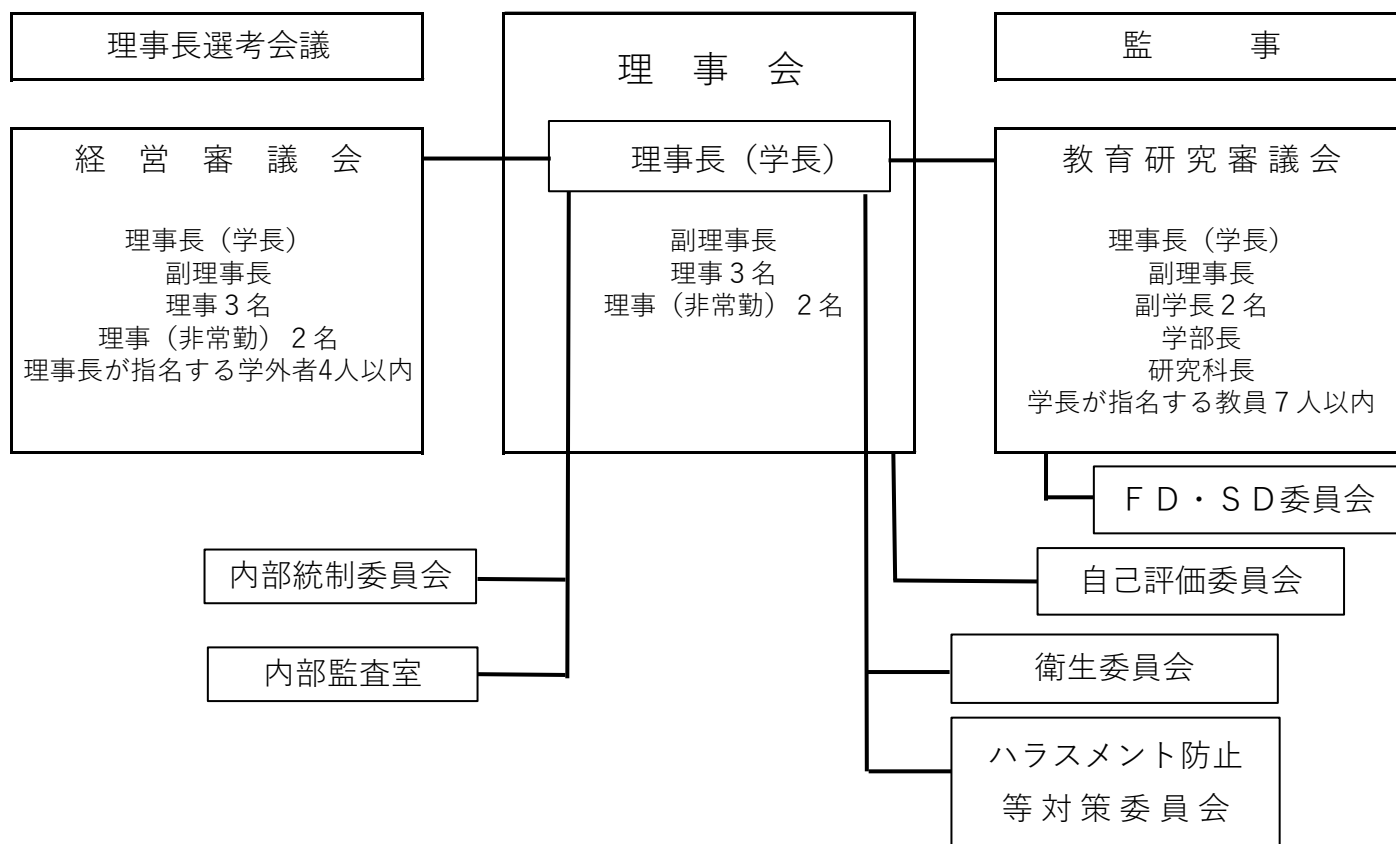 理事長選考会議
理　事　会
監　　　事
経　営　審　議　会
理事長（学長）
副理事長
理事３名
理事（非常勤）２名
理事長が指名する学外者4人以内
理事長（学長）
副理事長
理事３名
理事（非常勤）２名
教 育 研 究 審 議 会
理事長（学長）
副理事長
副学長２名
学部長
研究科長
学長が指名する教員７人以内
ＦＤ・ＳＤ委員会
内部統制委員会
自己評価委員会
内部監査室
衛生委員会
ハラスメント防止
等 対 策 委 員 会